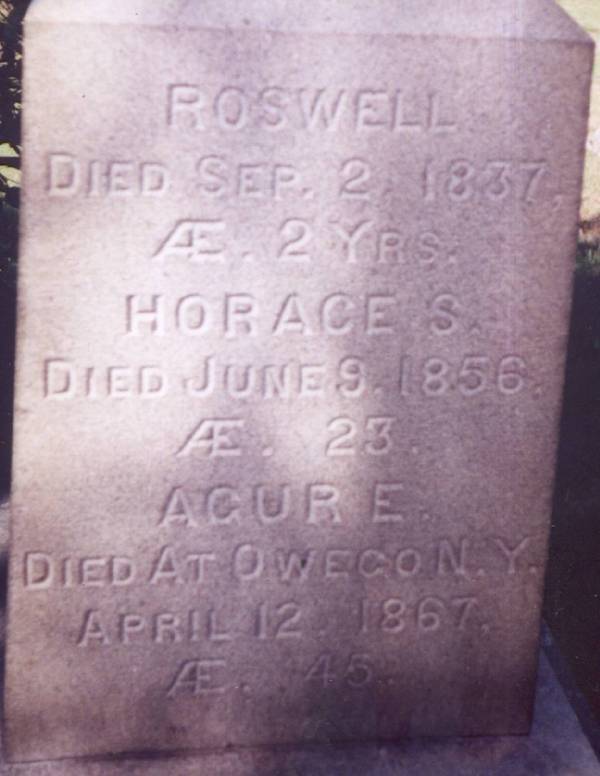 ROSWELL
DIED SEP. 2. 1837,
Æ. 2 YRS.
HORACE S.
DIED JUNE 9. 1856.
Æ. 23.
AGUR E.
DIED AT OWEGO N.Y.
APRIL 12. 1867,
Æ. 45.